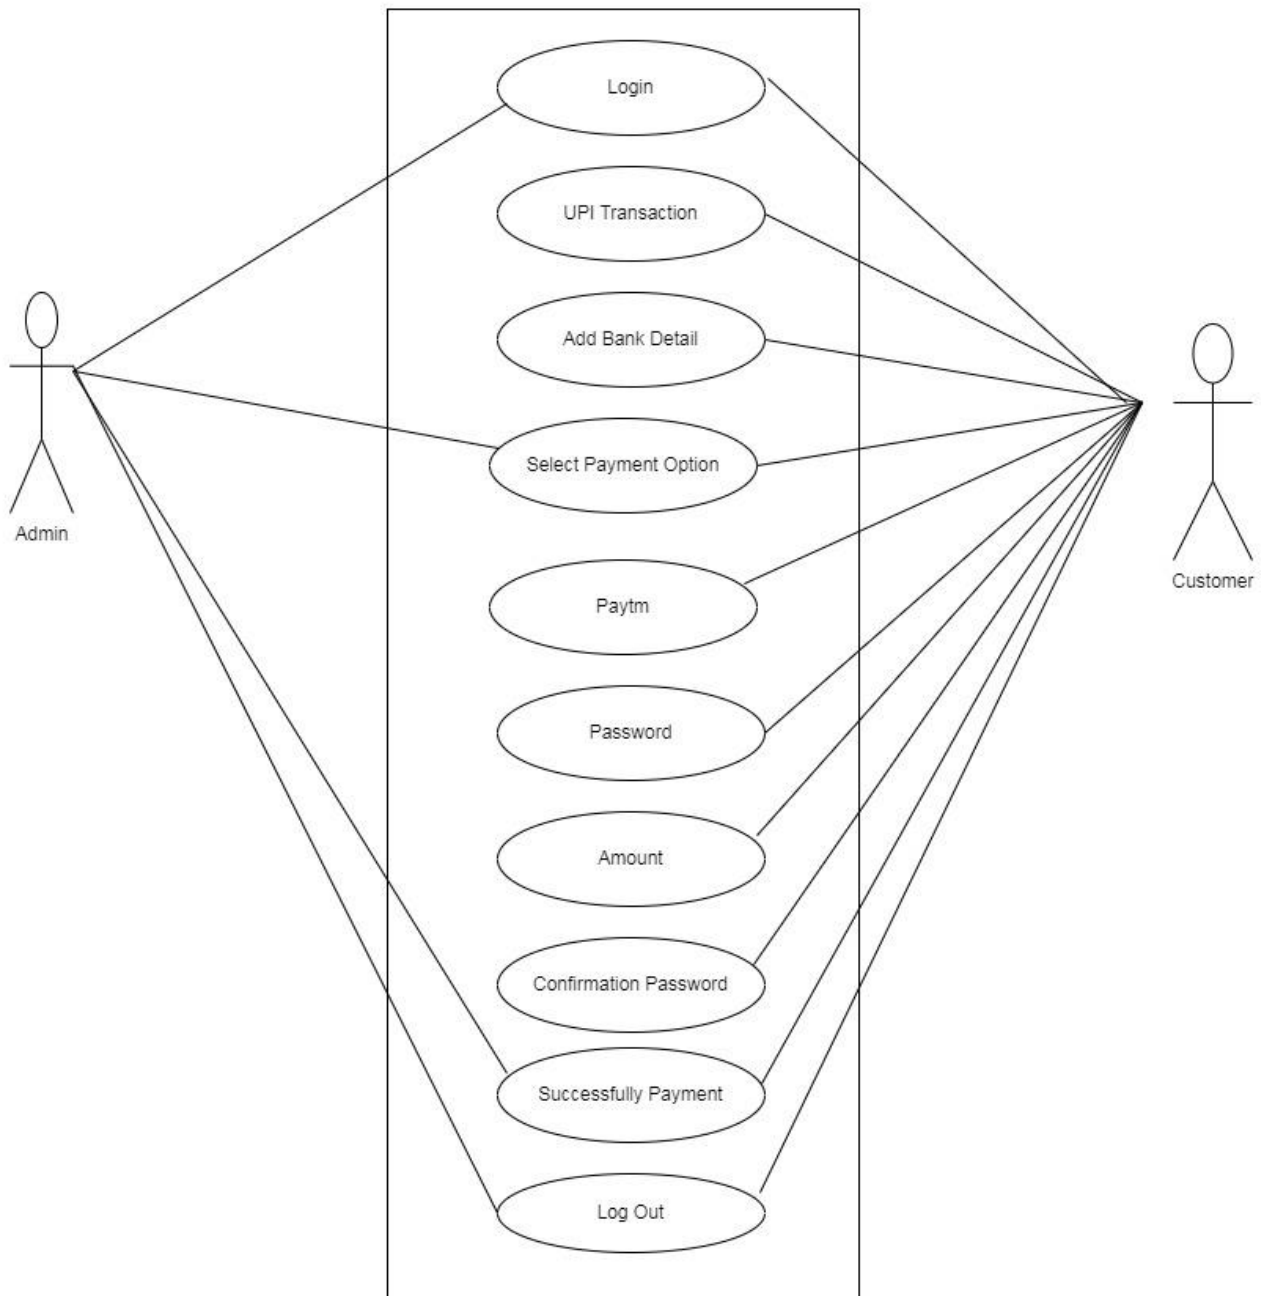 Login
UPI Transaction
Add Bank Detail
Select Payment Option
Admin
Customer
Paytm
Password
Amount
Confirmation Password
Successfully Payment
Log Out